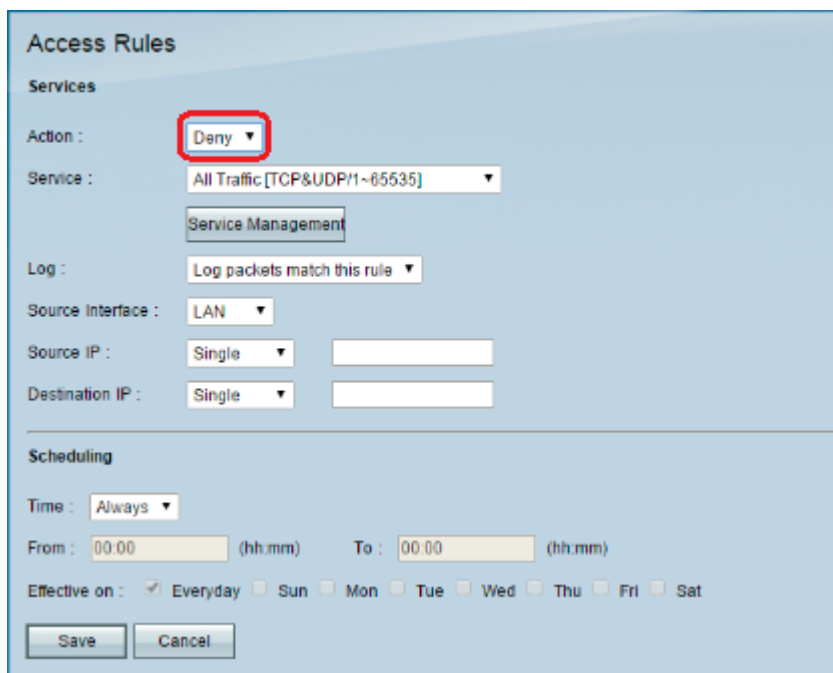 Access Rules
Services
Action :
Deny
Service :
All Traffic [TCP&UDP/1~65535]
Service Management
Log :
Log packets match this rule
Source Interface :
LAN
Source IP :
Single
Destination IP :
Single
Scheduling
Time :
Always
From :
00:00
(hh:mm)
To :
00:00
(hh:mm)
Effective on :
Everyday
Sun
Mon
Tue
Wed
Thu
Fri
Sat
Save
Cancel